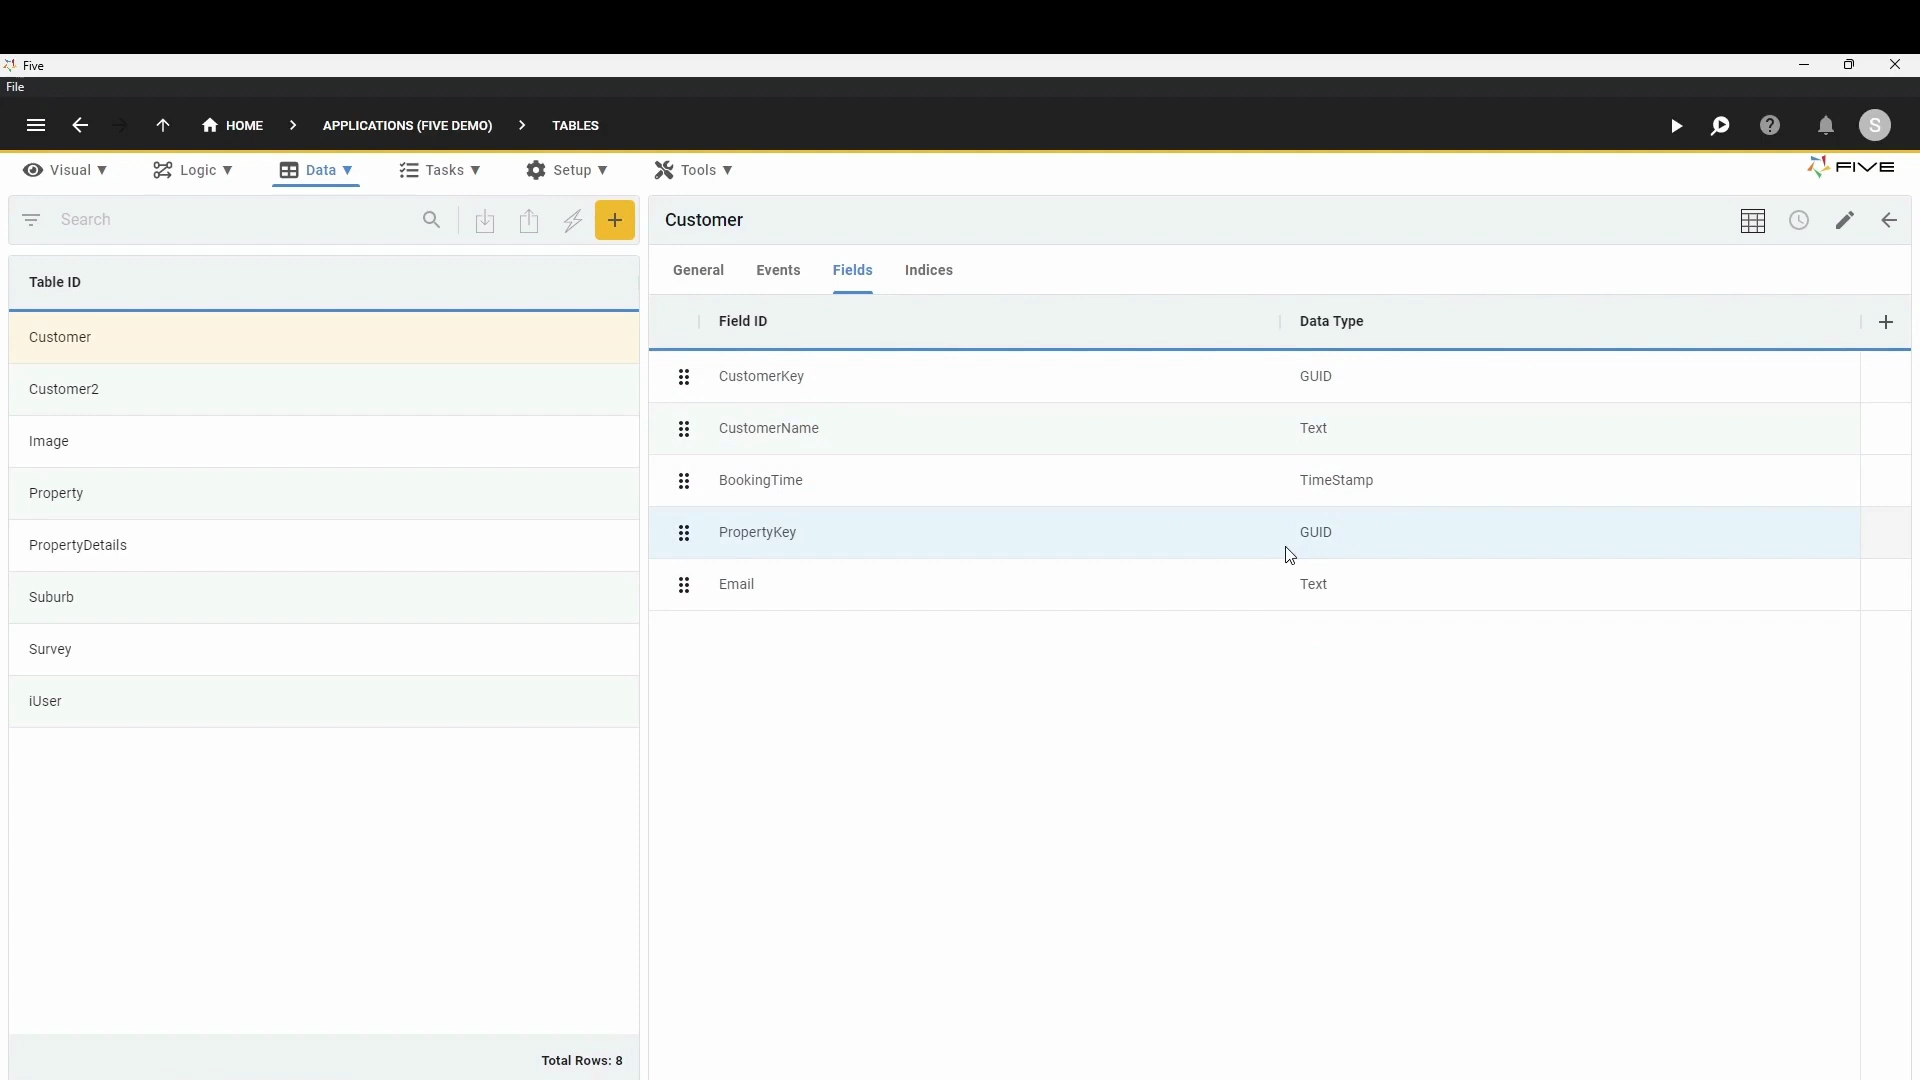 Five
File
HOME > APPLICATIONS (FIVE DEMO) > TABLES
S
Visual Logic Data Tasks Setup Tools
FIVE
Search
Customer
General Events Fields Indices
Table ID
Customer
Customer2
Image
Property
PropertyDetails
Suburb
Survey
iUser
Total Rows: 8
Field ID Data Type
CustomerKey GUID
CustomerName Text
BookingTime TimeStamp
PropertyKey GUID
Email Text